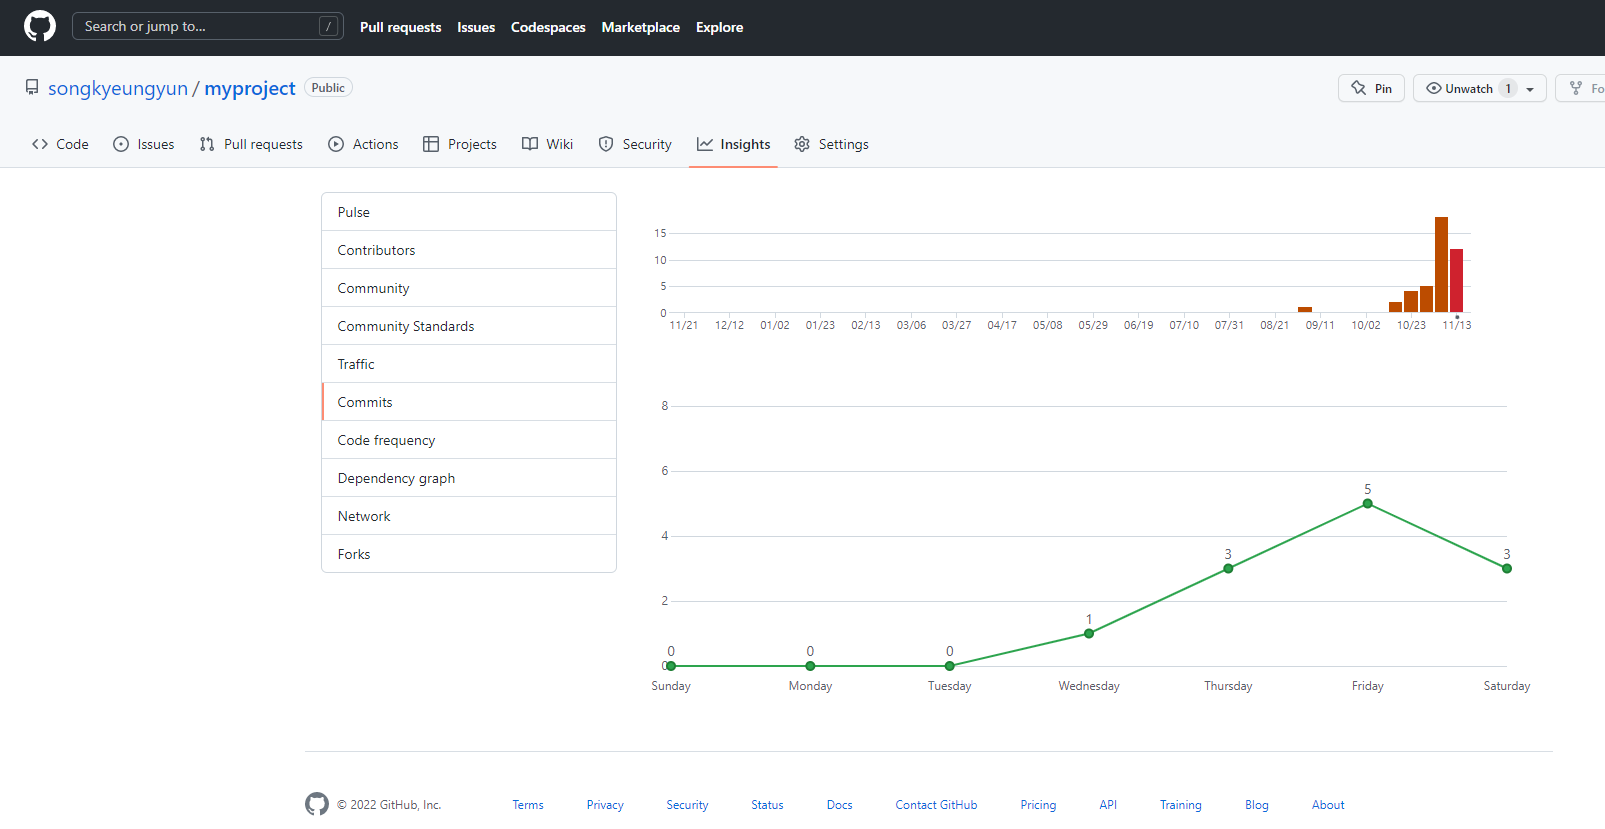 Search or jump to... /
Pull requests Issues Codespaces Marketplace Explore
songkyeungyun / myproject Public
Pin Unwatch 1 Fo
Code Issues Pull requests Actions Projects Wiki Security Insights Settings
Pulse
Contributors
Community
Community Standards
Traffic
Commits
Code frequency
Dependency graph
Network
Forks
15
10
5
0
11/21 12/12 01/02 01/23 02/13 03/06 03/27 04/17 05/08 05/29 06/19 07/10 07/31 08/21 09/11 10/02 10/23 11/13
8
6
4
2
0
0 0 0 1 3 5 3
Sunday Monday Tuesday Wednesday Thursday Friday Saturday
© 2022 GitHub, Inc. Terms Privacy Security Status Docs Contact GitHub Pricing API Training Blog About